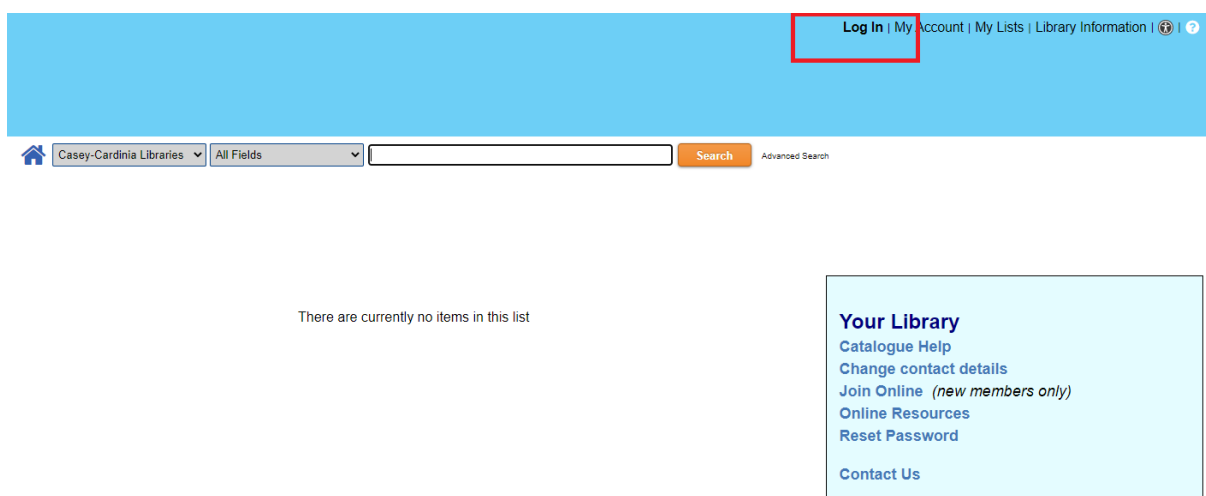 Log In | My Account | My Lists | Library Information | | ?
Casey-Cardinia Libraries All Fields Search Advanced Search
There are currently no items in this list
Your Library
Catalogue Help
Change contact details
Join Online (new members only)
Online Resources
Reset Password
Contact Us